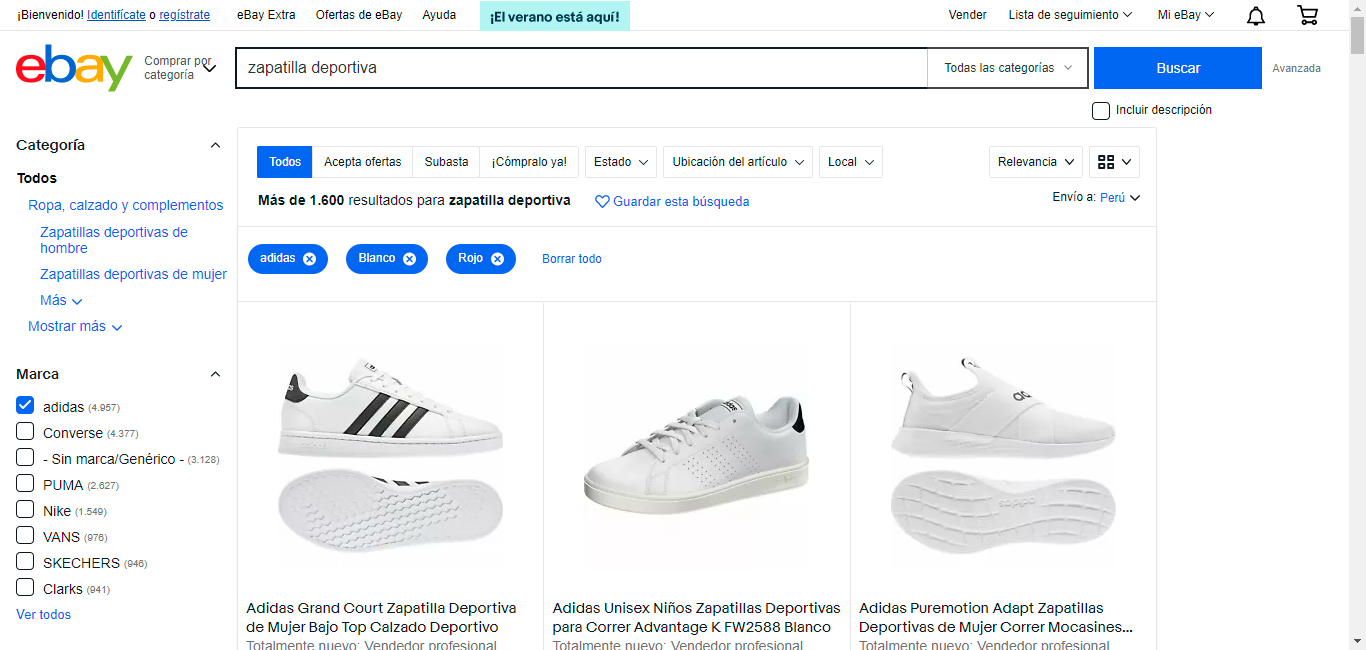 ¡Bienvenido! Identifícate o regístrate eBay Extra Ofertas de eBay Ayuda ¡El verano está aquí! Vender Lista de seguimiento Mi eBay
ebay Comprar por categoría zapatilla deportiva Todas las categorías Buscar Avanzada
Incluir descripción
Categoría
Todos
Ropa, calzado y complementos
Zapatillas deportivas de
hombre
Zapatillas deportivas de mujer
Más
Mostrar más
Marca
adidas (4.957)
Converse (4.377)
- Sin marca/Genérico - (3.128)
PUMA (2.627)
Nike (1.549)
VANS (976)
SKECHERS (946)
Clarks (941)
Ver todos
Todos Acepta ofertas Subasta ¡Cómpralo ya! Estado Ubicación del artículo Local Relevancia
Más de 1.600 resultados para zapatilla deportiva Guardar esta búsqueda Envío a: Perú
adidas Blanco Rojo Borrar todo
Adidas Grand Court Zapatilla Deportiva
de Mujer Bajo Top Calzado Deportivo
Totalmente nuevo: Vendedor profesional
Adidas Unisex Niños Zapatillas Deportivas
para Correr Advantage K FW2588 Blanco
Totalmente nuevo: Vendedor profesional
Adidas Puremotion Adapt Zapatillas
Deportivas de Mujer Correr Mocasines...
Totalmente nuevo: Vendedor profesional